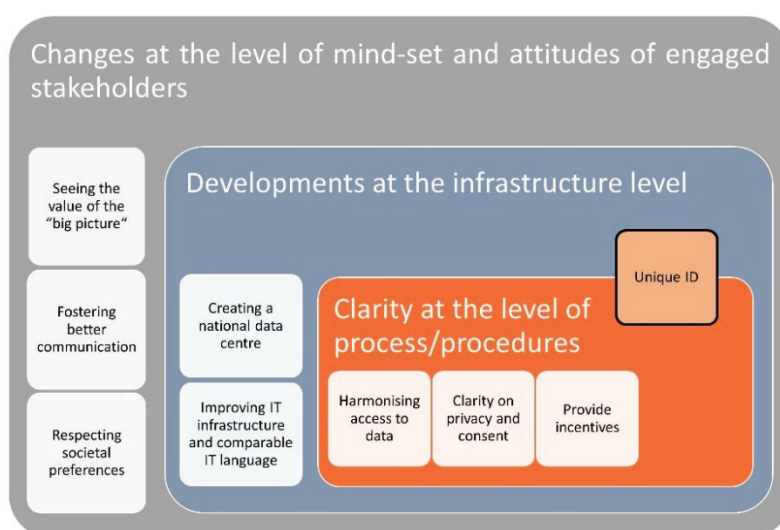 Changes at the level of mind-set and attitudes of engaged
stakeholders
Seeing the
value of the
“big picture“
Fostering
better
communication
Respecting
societal
preferences
Developments at the infrastructure level
Creating a
national data
centre
Improving IT
infrastructure
and comparable
IT language
Unique ID
Clarity at the level of
process/procedures
Harmonising
access to
data
Clarity on
privacy and
consent
Provide
incentives